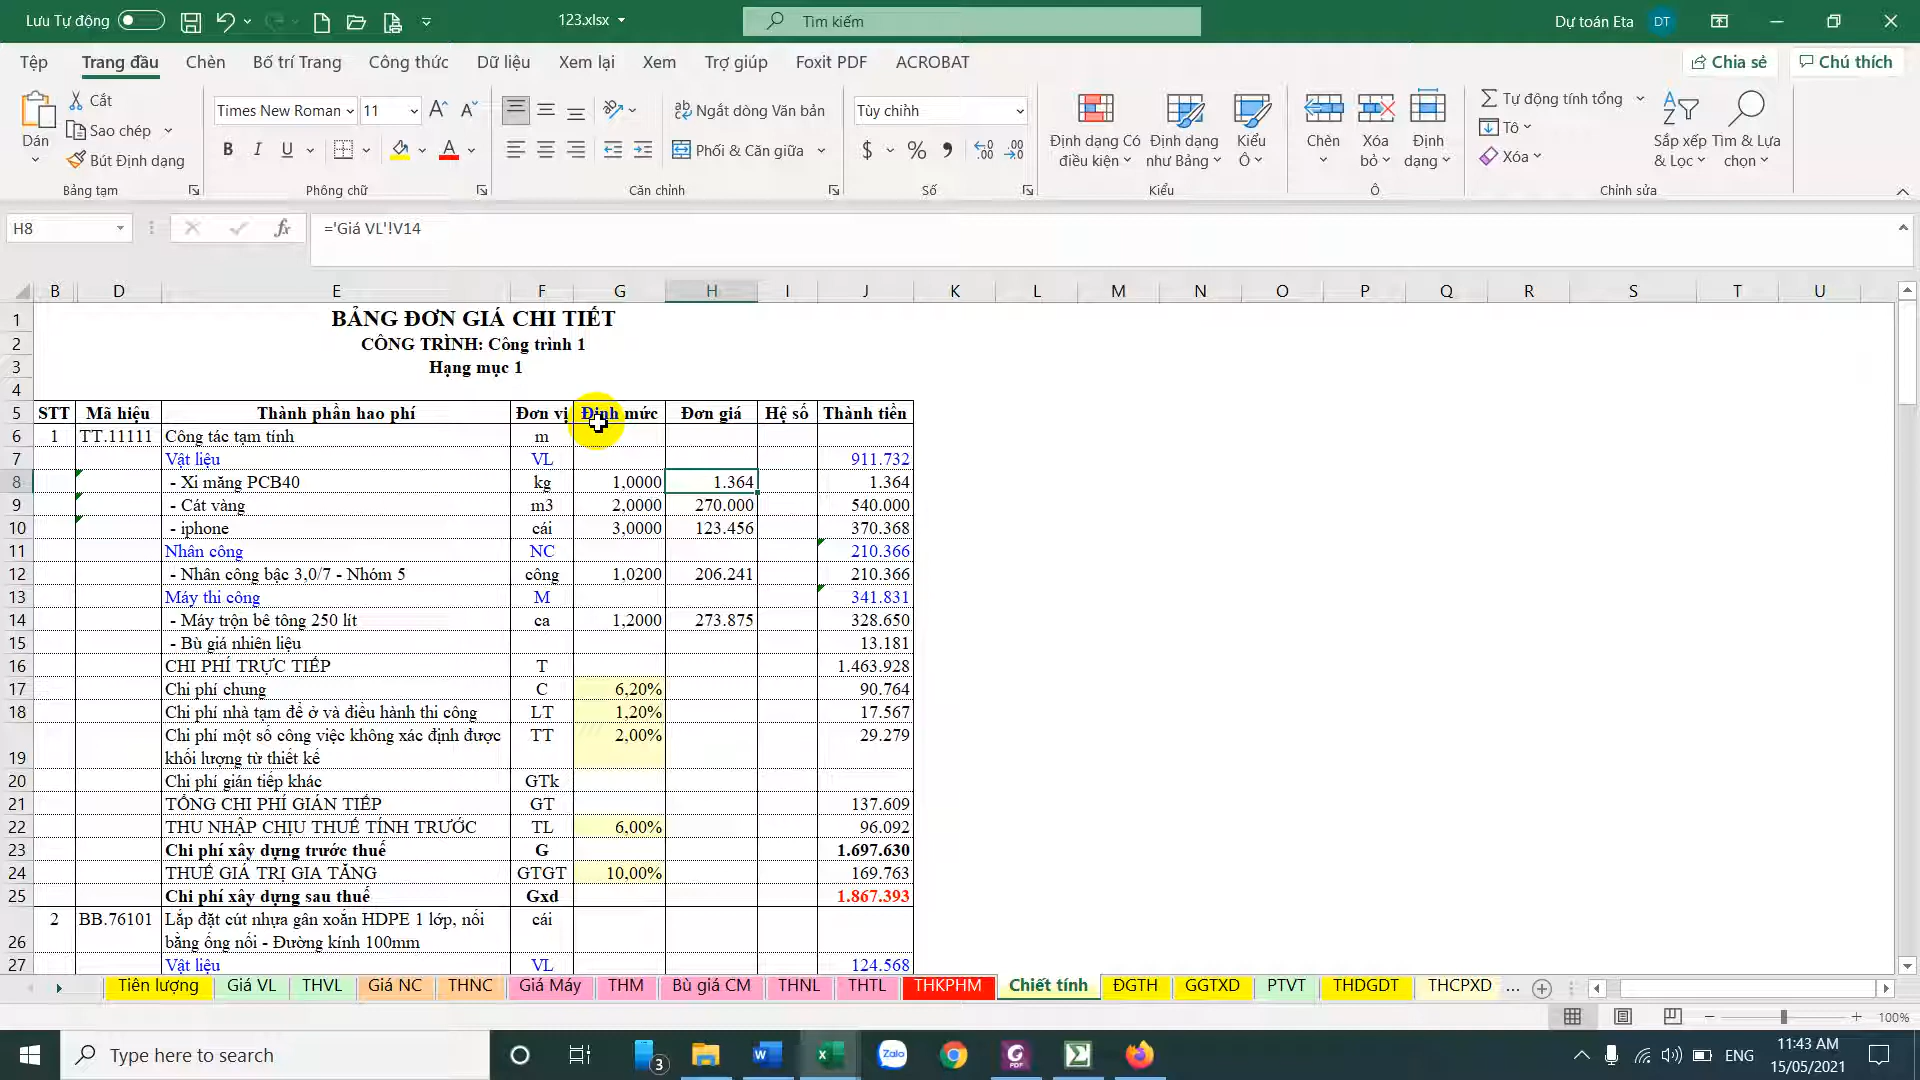 Lưu Tự động
123.xlsx
Tìm kiếm
Dự toán Eta
DT
Tệp
Trang đầu
Chèn
Bố trí Trang
Công thức
Dữ liệu
Xem lại
Xem
Trợ giúp
Foxit PDF
ACROBAT
Chia sẻ
Chú thích
Dán
Cắt
Sao chép
Bút Định dạng
Bảng tạm
Times New Roman
11
B I U
Phông chữ
Ngắt dòng Văn bản
Phối & Căn giữa
Căn chỉnh
Tùy chỉnh
$ % ,
Số
Định dạng Có điều kiện
Định dạng như Bảng
Kiểu Ô
Kiểu
Chèn
Xóa bỏ
Định dạng
Ô
Tự động tính tổng
Tô
Xóa
Sắp xếp & Lọc
Tìm & Lựa chọn
Chỉnh sửa
H8
fx
='Giá VL'!V14
B D E F G H I J K L M N O P Q R S T U
1 BẢNG ĐƠN GIÁ CHI TIẾT
2 CÔNG TRÌNH: Công trình 1
3 Hạng mục 1
4
5 STT Mã hiệu Thành phần hao phí Đơn vị Định mức Đơn giá Hệ số Thành tiền
6 1 TT.11111 Công tác tạm tính m
7 Vật liệu VL 911.732
8 - Xi măng PCB40 kg 1,0000 1.364 1.364
9 - Cát vàng m3 2,0000 270.000 540.000
10 - iphone cái 3,0000 123.456 370.368
11 Nhân công NC 210.366
12 - Nhân công bậc 3,0/7 - Nhóm 5 công 1,0200 206.241 210.366
13 Máy thi công M 341.831
14 - Máy trộn bê tông 250 lít ca 1,2000 273.875 328.650
15 - Bù giá nhiên liệu 13.181
16 CHI PHÍ TRỰC TIẾP T 1.463.928
17 Chi phí chung C 6,20% 90.764
18 Chi phí nhà tạm để ở và điều hành thi công LT 1,20% 17.567
Chi phí một số công việc không xác định được TT 2,00% 29.279
19 khối lượng từ thiết kế
20 Chi phí gián tiếp khác GTk
21 TỔNG CHI PHÍ GIÁN TIẾP GT 137.609
22 THU NHẬP CHỊU THUẾ TÍNH TRƯỚC TL 6,00% 96.092
23 Chi phí xây dựng trước thuế G 1.697.630
24 THUẾ GIÁ TRỊ GIA TĂNG GTGT 10,00% 169.763
25 Chi phí xây dựng sau thuế Gxd 1.867.393
2 BB.76101 Lắp đặt cút nhựa gân xoắn HDPE 1 lớp, nối cái
26 bằng ống nối - Đường kính 100mm
27 Vật liệu VL 124.568
Tiên lượng Giá VL THVL Giá NC THNC Giá Máy THM Bù giá CM THNL THTL THKPHM Chiết tính ĐGTH GGTXD PTVT THDGDT THCPXD ...
100%
Type here to search
3
Zalo
ENG
11:43 AM
15/05/2021